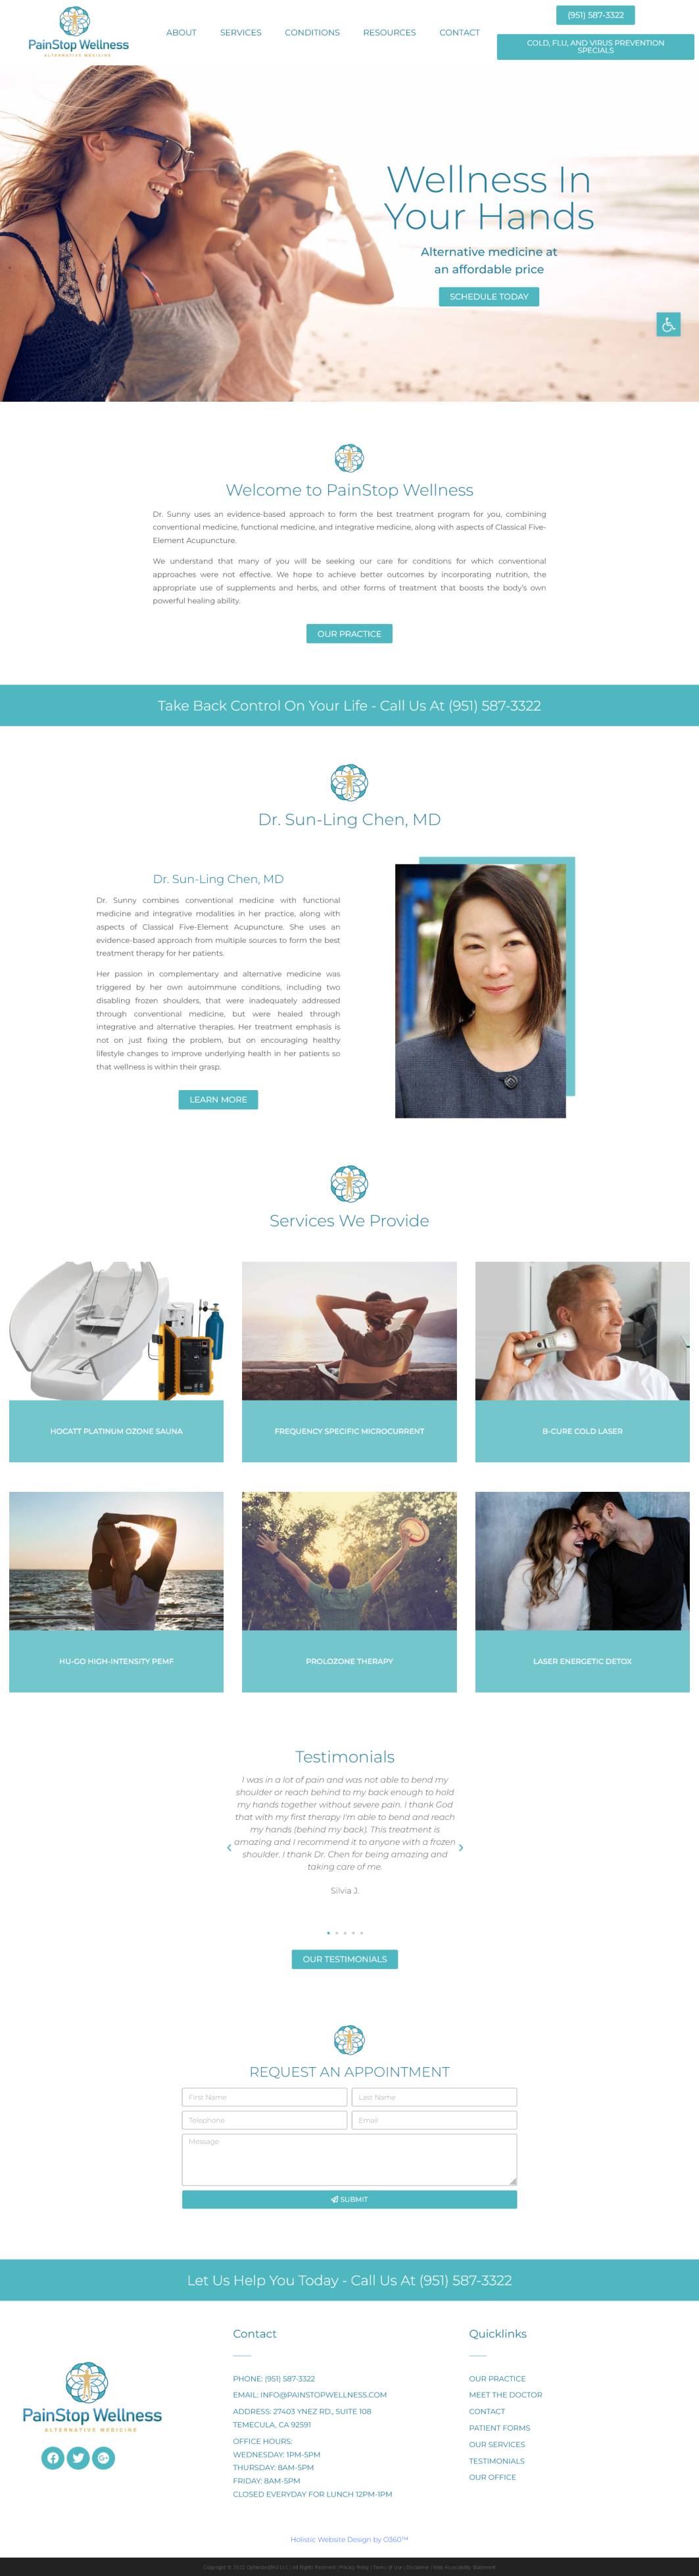 PainStop Wellness
ALTERNATIVE MEDICINE
ABOUT
SERVICES
CONDITIONS
RESOURCES
CONTACT
(951) 587-3322
COLD, FLU, AND VIRUS PREVENTION
SPECIALS
Wellness In
Your Hands
Alternative medicine at
an affordable price
SCHEDULE TODAY
Welcome to PainStop Wellness
Dr. Sunny uses an evidence-based approach to form the best treatment program for you, combining
conventional medicine, functional medicine, and integrative medicine, along with aspects of Classical Five-
Element Acupuncture.
We understand that many of you will be seeking our care for conditions for which conventional
approaches were not effective. We hope to achieve better outcomes by incorporating nutrition, the
appropriate use of supplements and herbs, and other forms of treatment that boosts the body's own
powerful healing ability.
OUR PRACTICE
Take Back Control On Your Life - Call Us At (951) 587-3322
Dr. Sun-Ling Chen, MD
Dr. Sun-Ling Chen, MD
Dr. Sunny combines conventional medicine with functional
medicine and integrative modalities in her practice, along with
aspects of Classical Five-Element Acupuncture. She uses an
evidence-based approach from multiple sources to form the best
treatment therapy for her patients.
Her passion in complementary and alternative medicine was
triggered by her own autoimmune conditions, including two
disabling frozen shoulders, that were inadequately addressed
through conventional medicine, but were healed through
integrative and alternative therapies. Her treatment emphasis is
not on just fixing the problem, but on encouraging healthy
lifestyle changes to improve underlying health in her patients so
that wellness is within their grasp.
LEARN MORE
Services We Provide
HOCATT PLATINUM OZONE SAUNA
FREQUENCY SPECIFIC MICROCURRENT
B-CURE COLD LASER
HU-GO HIGH-INTENSITY PEMF
PROLOZONE THERAPY
LASER ENERGETIC DETOX
Testimonials
I was in a lot of pain and was not able to bend my
shoulder or reach behind to my back enough to hold
my hands together without severe pain. I thank God
that with my first therapy I'm able to bend and reach
my hands (behind my back). This treatment is
amazing and I recommend it to anyone with a frozen
shoulder. I thank Dr. Chen for being amazing and
taking care of me.
Silvia J.
OUR TESTIMONIALS
REQUEST AN APPOINTMENT
First Name
Last Name
Telephone
Email
Message
SUBMIT
Let Us Help You Today - Call Us At (951) 587-3322
PainStop Wellness
ALTERNATIVE MEDICINE
Contact
PHONE: (951) 587-3322
EMAIL: INFO@PAINSTOPWELLNESS.COM
ADDRESS: 27403 YNEZ RD., SUITE 108
TEMECULA, CA 92591
OFFICE HOURS:
WEDNESDAY: 1PM-5PM
THURSDAY: 8AM-5PM
FRIDAY: 8AM-5PM
CLOSED EVERYDAY FOR LUNCH 12PM-1PM
Quicklinks
OUR PRACTICE
MEET THE DOCTOR
CONTACT
PATIENT FORMS
OUR SERVICES
TESTIMONIALS
OUR OFFICE
Holistic Website Design by O360™